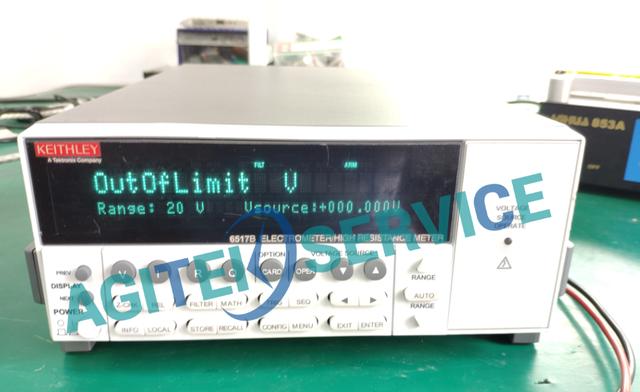 KEITHLEY
A Tektronix Company
FILT ARM
OutOfLimit V
Range: 20 V Vsource:+000.000V
6517B ELECTROMETER/HIGH RESISTANCE METER
VOLTAGE
SOURCE
OPERATE
OPTION VOLTAGE SOURCE
PREV
V R Q CARD OPER
DISPLAY
NEXT
Z-CHK REL FILTER MATH TRIG SEQ
POWER
INFO LOCAL STORE RECALL CONFIG MENU EXIT ENTER
RANGE
AUTO
RANGE
853A
OFF
AGITEK SERVICE